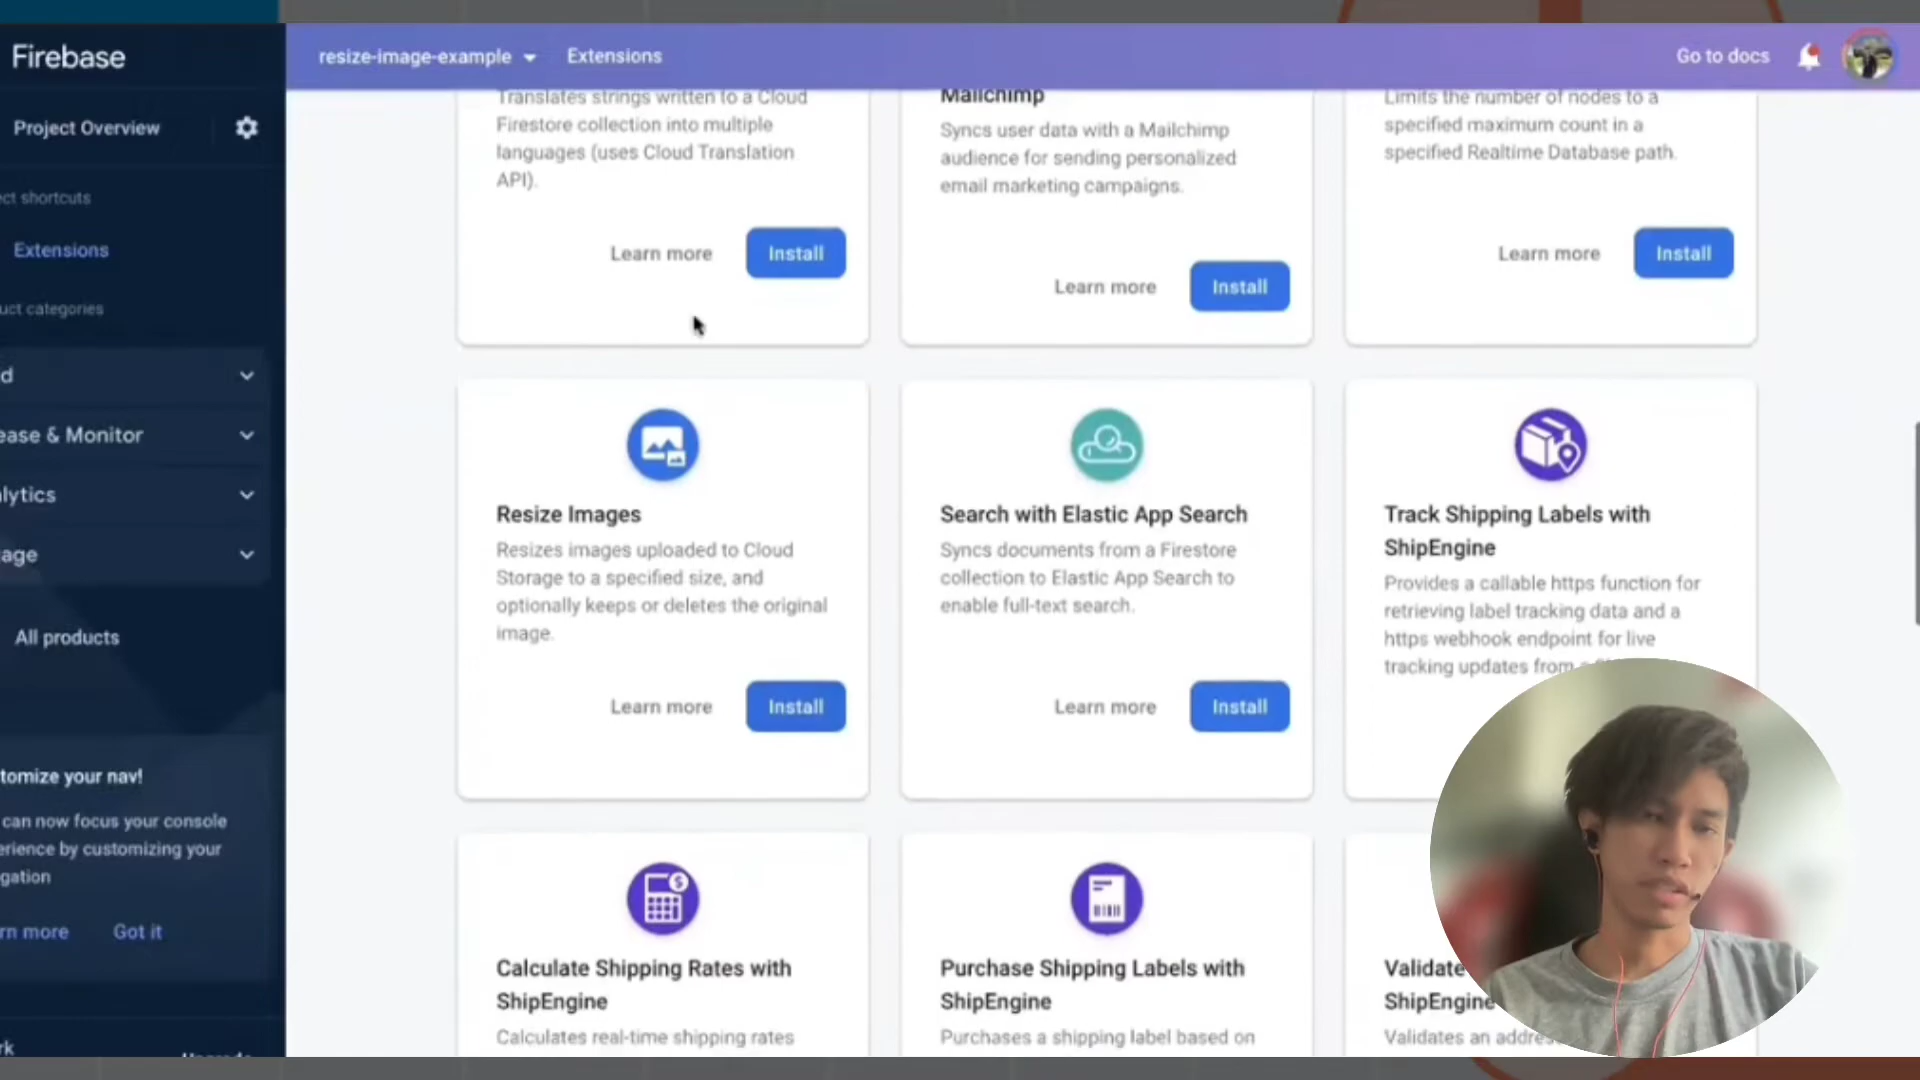 Firebase
resize-image-example
Extensions
Go to docs
Project Overview
ect shortcuts
Extensions
uct categories
d
ease & Monitor
lytics
age
All products
tomize your nav!
can now focus your console
erience by customizing your
gation
rn more
Got it
rk
Translates strings written to a Cloud
Firestore collection into multiple
languages (uses Cloud Translation
API).
Learn more
Install
Mailchimp
Syncs user data with a Mailchimp
audience for sending personalized
email marketing campaigns.
Learn more
Install
Limits the number of nodes to a
specified maximum count in a
specified Realtime Database path.
Learn more
Install
Resize Images
Resizes images uploaded to Cloud
Storage to a specified size, and
optionally keeps or deletes the original
image.
Learn more
Install
Search with Elastic App Search
Syncs documents from a Firestore
collection to Elastic App Search to
enable full-text search.
Learn more
Install
Track Shipping Labels with
ShipEngine
Provides a callable https function for
retrieving label tracking data and a
https webhook endpoint for live
tracking updates from
Calculate Shipping Rates with
ShipEngine
Calculates real-time shipping rates
Purchase Shipping Labels with
ShipEngine
Purchases a shipping label based on
Validate
ShipEngine
Validates an addres